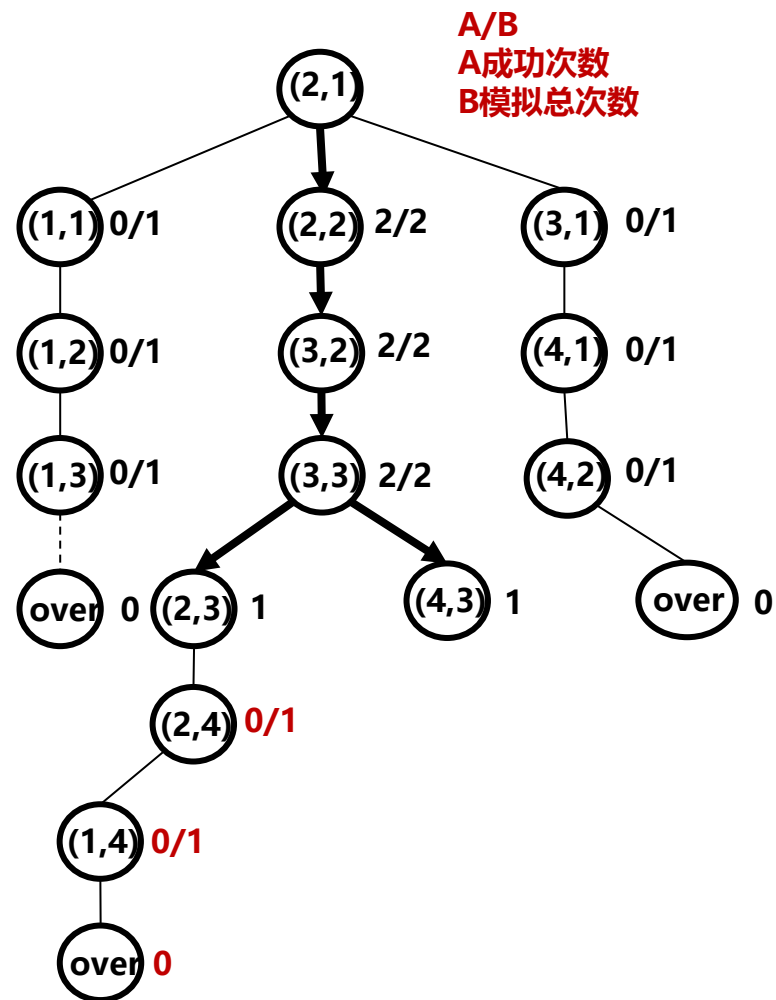 A/B
A成功次数
B模拟总次数
(2,1)
(1,1) 0/1
(2,2) 2/2
(3,1) 0/1
(1,2) 0/1
(3,2) 2/2
(4,1) 0/1
(1,3) 0/1
(3,3) 2/2
(4,2) 0/1
over 0
(2,3) 1
(4,3) 1
over 0
(2,4) 0/1
(1,4) 0/1
over 0